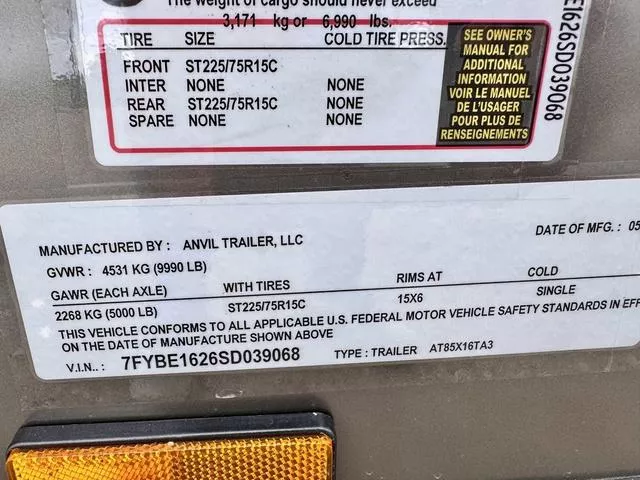 The weight of cargo should never exceed
3,171 kg or 6,990 lbs.
TIRE SIZE COLD TIRE PRESS.
FRONT ST225/75R15C
INTER NONE NONE
REAR ST225/75R15C NONE
SPARE NONE NONE
SEE OWNER'S
MANUAL FOR
ADDITIONAL
INFORMATION
VOIR LE MANUEL
DE L'USAGER
POUR PLUS DE
RENSEIGNEMENTS
E1626SD039068
MANUFACTURED BY : ANVIL TRAILER, LLC DATE OF MFG. : 05
GVWR : 4531 KG (9990 LB)
GAWR (EACH AXLE) WITH TIRES RIMS AT COLD
2268 KG (5000 LB) ST225/75R15C 15X6 SINGLE
THIS VEHICLE CONFORMS TO ALL APPLICABLE U.S. FEDERAL MOTOR VEHICLE SAFETY STANDARDS IN E
ON THE DATE OF MANUFACTURE SHOWN ABOVE
V.I.N.. : 7FYBE1626SD039068 TYPE : TRAILER AT85X16TA3